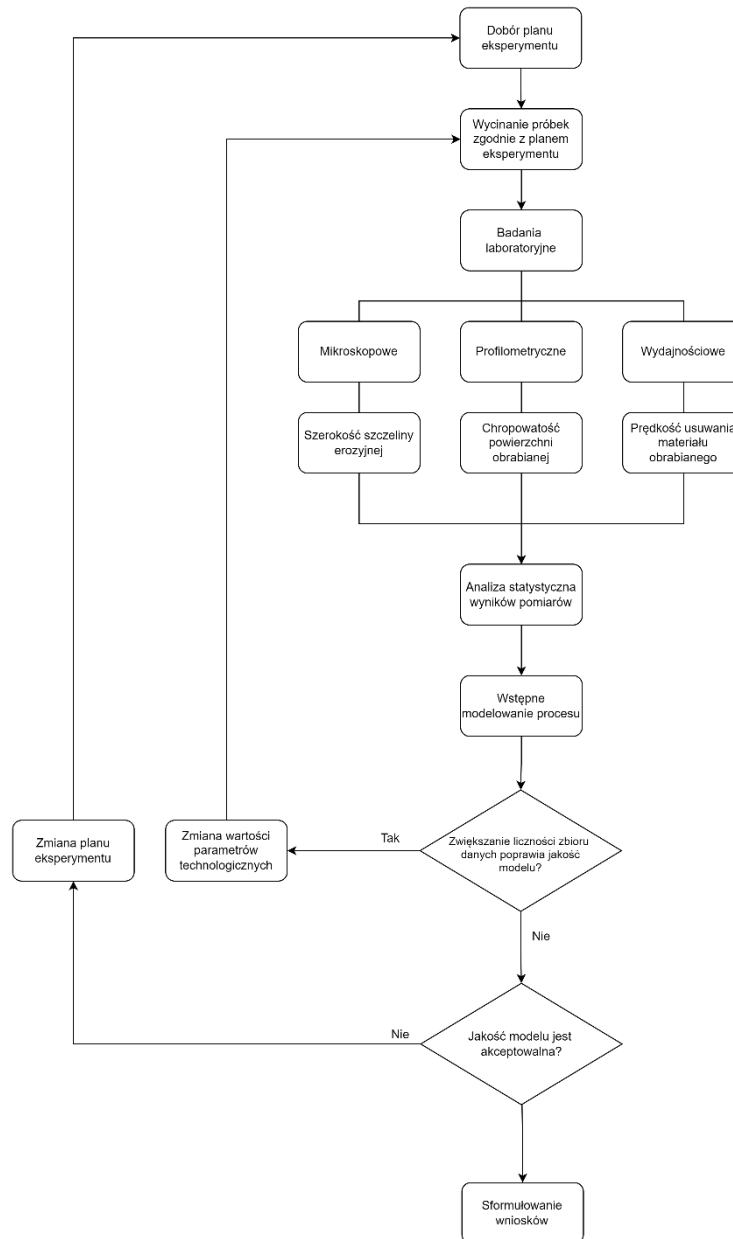 Dobór planu
eksperymentu
Wycinanie próbek
zgodnie z planem
eksperymentu
Badania
laboratoryjne
Mikroskopowe
Profilometryczne
Wydajnościowe
Szerokość szczeliny
erozyjnej
Chropowatość
powierzchni
obrabianej
Prędkość usuwania
materiału
obrabianego
Analiza statystyczna
wyników pomiarów
Wstępne
modelowanie procesu
Zwiększanie liczności zbioru
danych poprawia jakość
modelu?
Tak
Zmiana wartości
parametrów
technologicznych
Zmiana planu
eksperymentu
Nie
Jakość modelu jest
akceptowalna?
Nie
Sformułowanie
wniosków